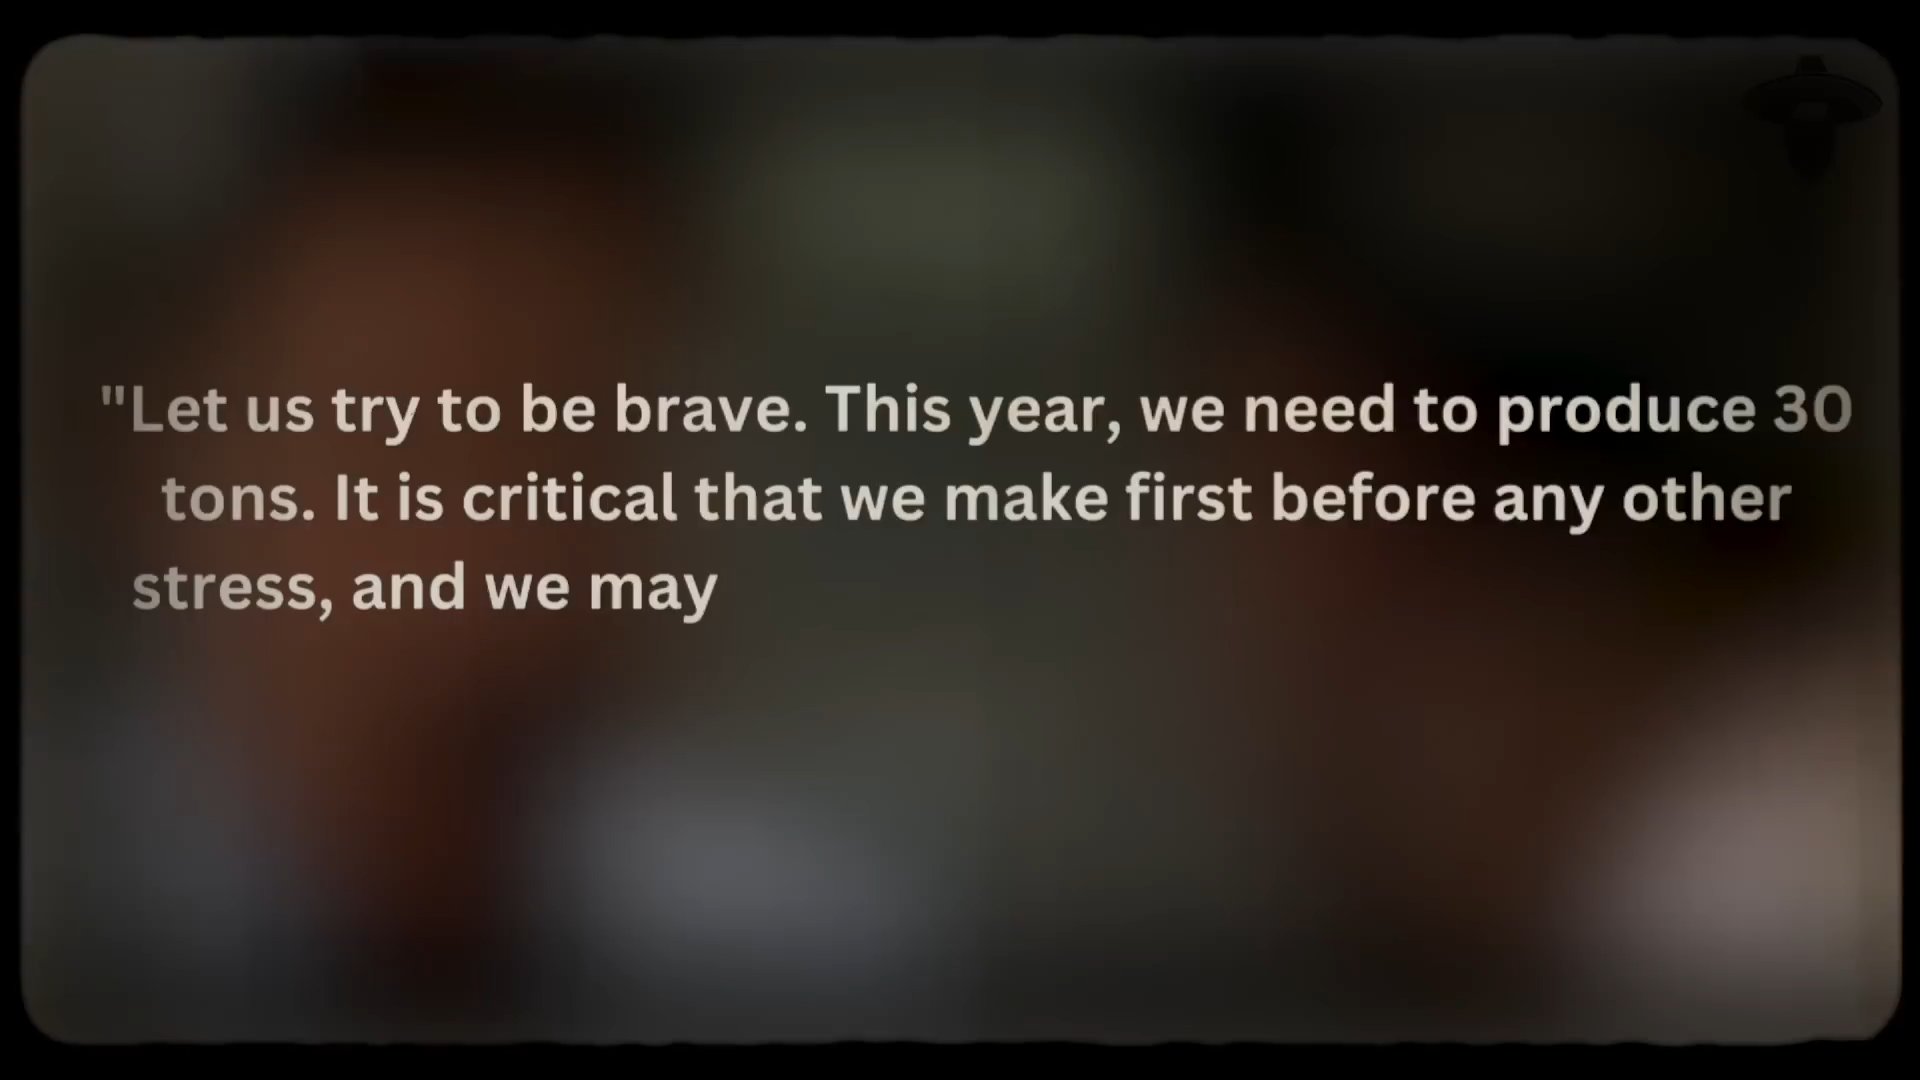 "Let us try to be brave. This year, we need to produce 30
tons. It is critical that we make first before any other
stress, and we may